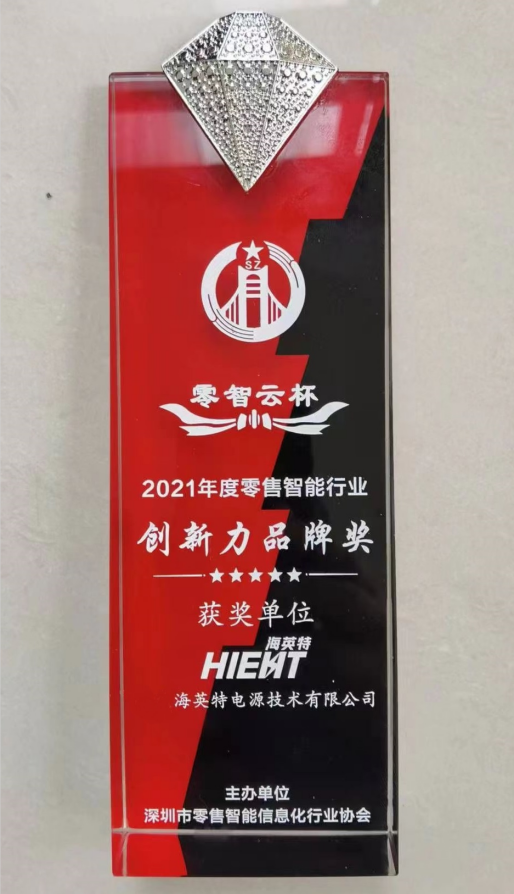 SZ
零智云杯
2021年度零售智能行业
创新力品牌奖
获奖单位
海英特
HIENT
海英特电源技术有限公司
主办单位
深圳市零售智能信息化行业协会